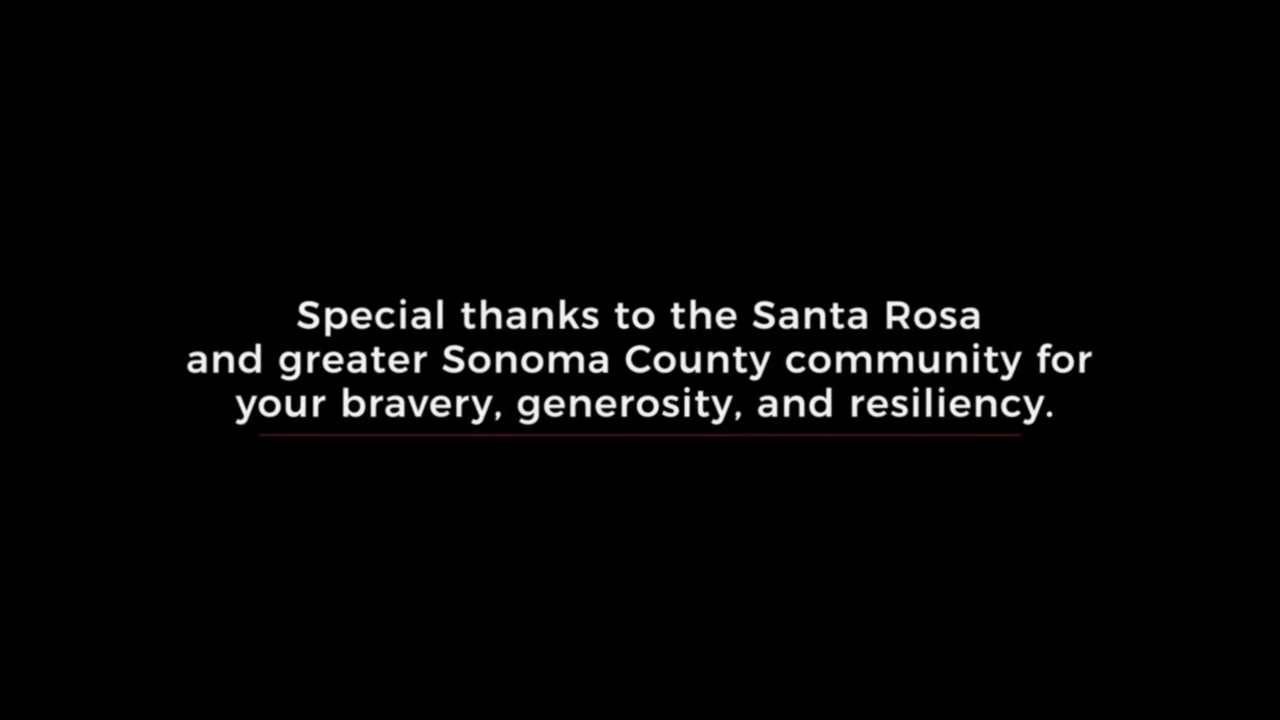 Special thanks to the Santa Rosa
and greater Sonoma County community for
your bravery, generosity, and resiliency.